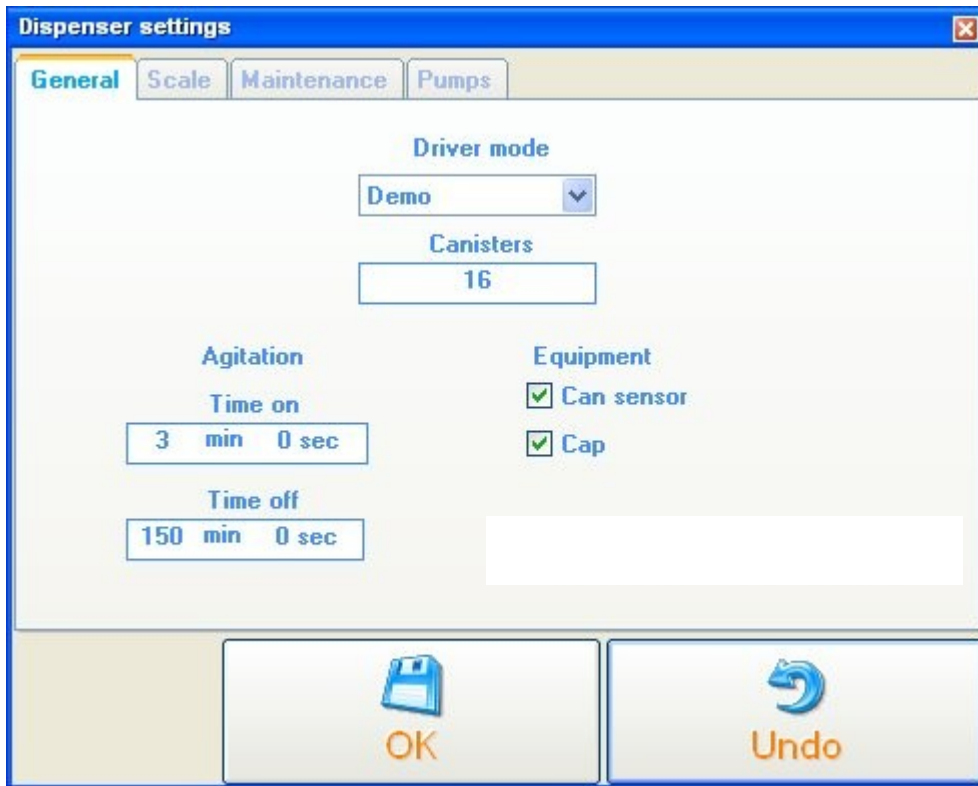 Dispenser settings
General Scale Maintenance Pumps
Driver mode
Demo
Canisters
16
Agitation
Time on
3 min 0 sec
Time off
150 min 0 sec
Equipment
Can sensor
Cap
OK
Undo